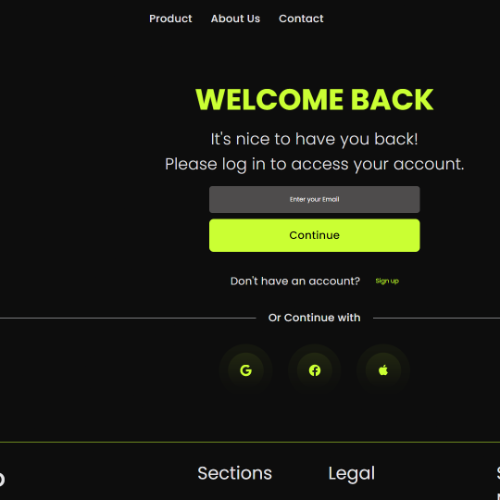 Product About Us Contact
WELCOME BACK
It's nice to have you back!
Please log in to access your account.
Enter your Email
Continue
Don't have an account? Sign up
Or Continue with
Sections Legal